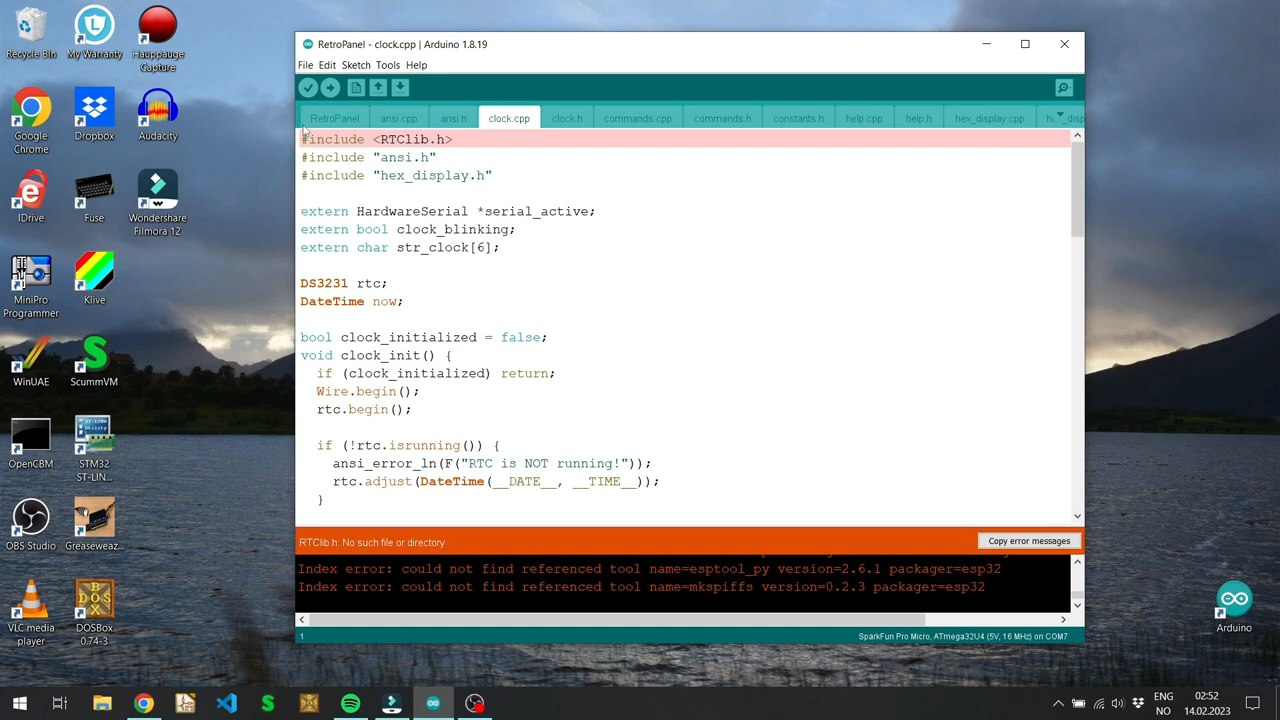 Recycle Bin
My Warranty
Hauppauge Capture
Google Chrome
Dropbox
Audacity
IDrive
Fuse
Wondershare Filmora 12
MiniPro Programmer
Klive
WinUAE
ScummVM
OpenCBM
STM32 ST-LIN...
OBS Studio
Greaseweaz...
VLC media player
DOSBox 0.74-3
Arduino
RetroPanel - clock.cpp | Arduino 1.8.19
File Edit Sketch Tools Help
RetroPanel ansi.cpp ansi.h clock.cpp clock.h commands.cpp commands.h constants.h help.cpp help.h hex_display.cpp
#include <RTClib.h>
#include "ansi.h"
#include "hex_display.h"
extern HardwareSerial *serial_active;
extern bool clock_blinking;
extern char str_clock[6];
DS3231 rtc;
DateTime now;
bool clock_initialized = false;
void clock_init() {
if (clock_initialized) return;
Wire.begin();
rtc.begin();
if (!rtc.isrunning()) {
ansi_error_ln(F("RTC is NOT running!"));
rtc.adjust(DateTime(__DATE__, __TIME__));
}
RTClib.h: No such file or directory
Copy error messages
Index error: could not find referenced tool name=esptool_py version=2.6.1 packager=esp32
Index error: could not find referenced tool name=mkspiffs version=0.2.3 packager=esp32
1
SparkFun Pro Micro, ATmega32U4 (5V, 16 MHz) on COM7
ENG
NO
02:52
14.02.2023